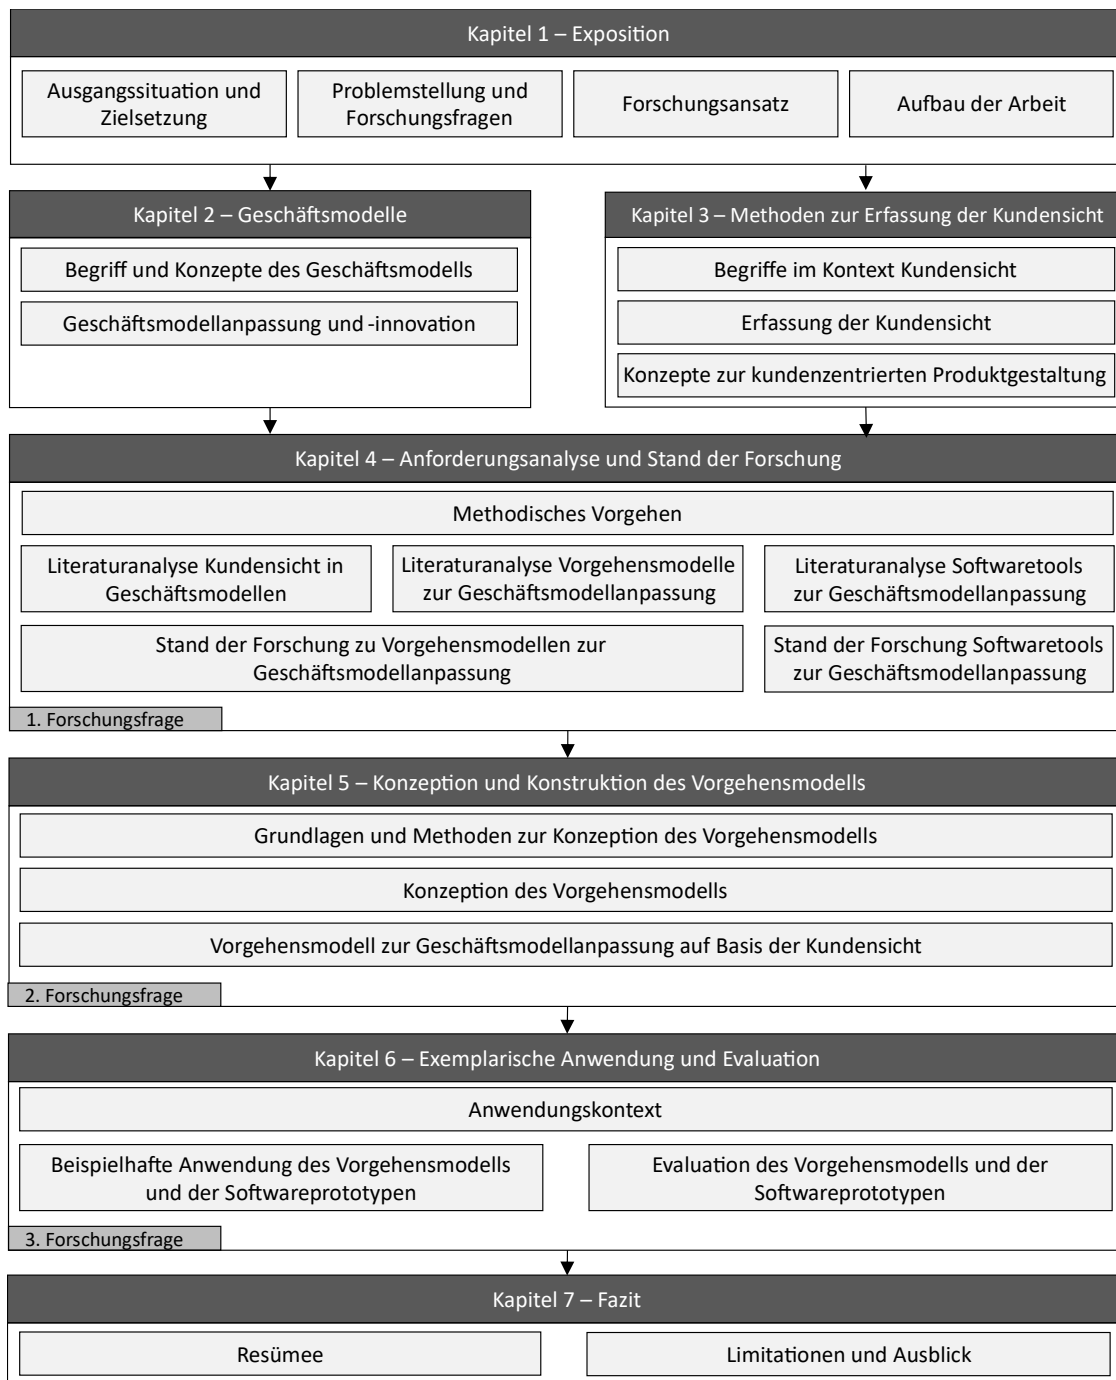 Kapitel 1 – Exposition
Ausgangssituation und
Zielsetzung
Problemstellung und
Forschungsfragen
Forschungsansatz
Aufbau der Arbeit
Kapitel 2 – Geschäftsmodelle
Begriff und Konzepte des Geschäftsmodells
Geschäftsmodellanpassung und -innovation
Kapitel 3 – Methoden zur Erfassung der Kundensicht
Begriffe im Kontext Kundensicht
Erfassung der Kundensicht
Konzepte zur kundenzentrierten Produktgestaltung
Kapitel 4 – Anforderungsanalyse und Stand der Forschung
Methodisches Vorgehen
Literaturanalyse Kundensicht in
Geschäftsmodellen
Literaturanalyse Vorgehensmodelle
zur Geschäftsmodellanpassung
Literaturanalyse Softwaretools
zur Geschäftsmodellanpassung
Stand der Forschung zu Vorgehensmodellen zur
Geschäftsmodellanpassung
Stand der Forschung Softwaretools
zur Geschäftsmodellanpassung
1. Forschungsfrage
Kapitel 5 – Konzeption und Konstruktion des Vorgehensmodells
Grundlagen und Methoden zur Konzeption des Vorgehensmodells
Konzeption des Vorgehensmodells
Vorgehensmodell zur Geschäftsmodellanpassung auf Basis der Kundensicht
2. Forschungsfrage
Kapitel 6 – Exemplarische Anwendung und Evaluation
Anwendungskontext
Beispielhafte Anwendung des Vorgehensmodells
und der Softwareprototypen
Evaluation des Vorgehensmodells und der
Softwareprototypen
3. Forschungsfrage
Kapitel 7 – Fazit
Resümee
Limitationen und Ausblick